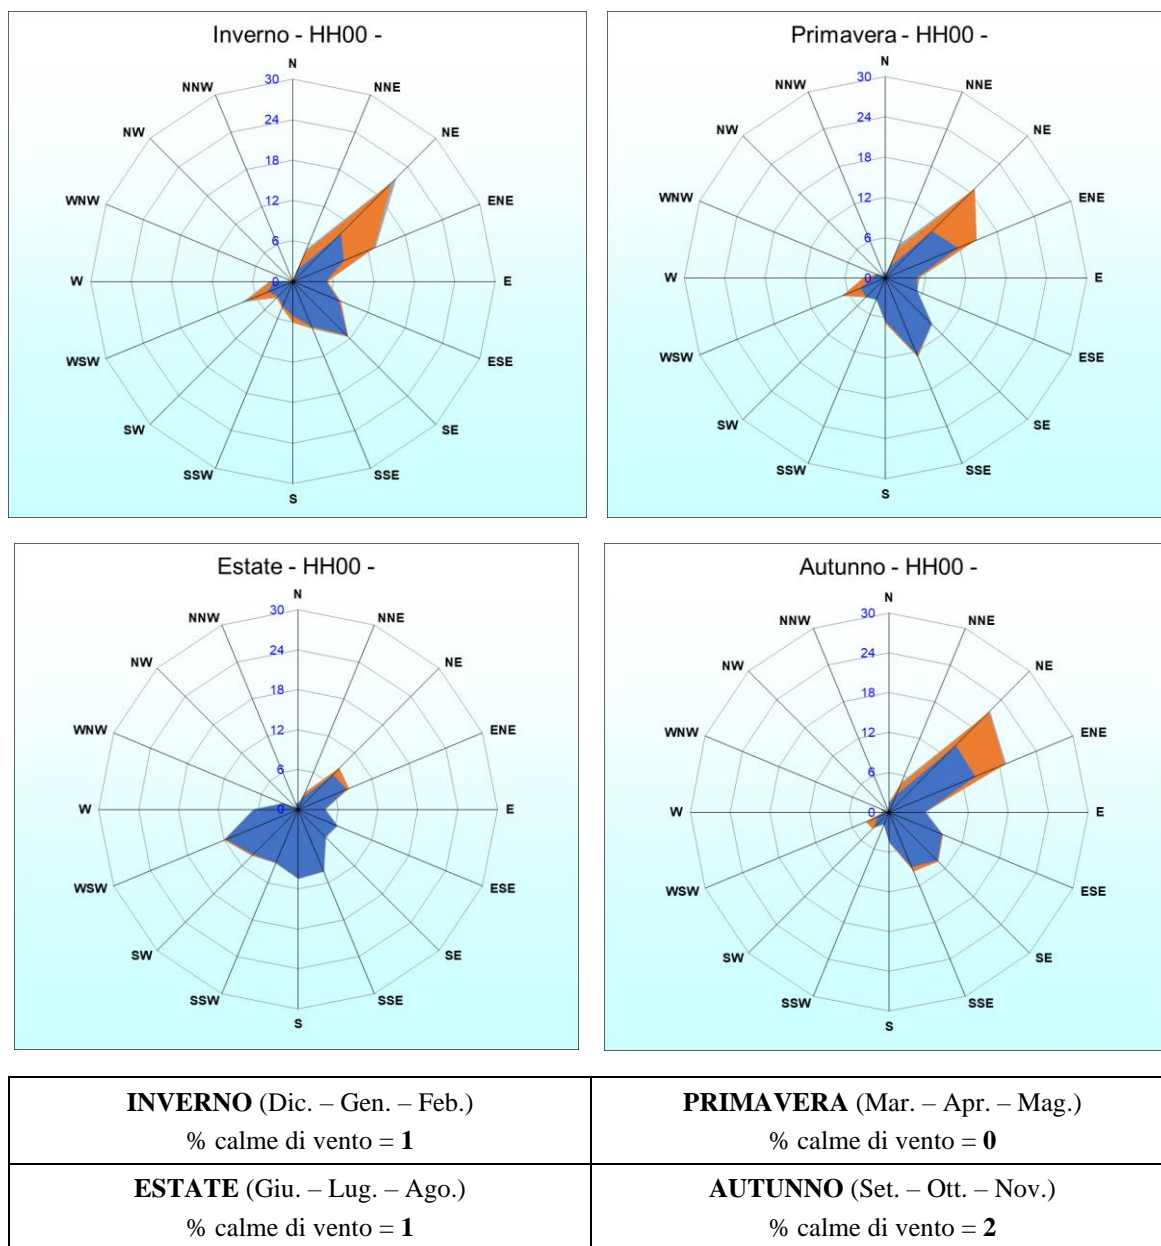 Inverno - HH00 -
N
NNE
NE
ENE
E
ESE
SE
SSE
S
SSW
SW
WSW
W
WNW
NW
NNW
30
24
18
12
6
0
Primavera - HH00 -
N
NNE
NE
ENE
E
ESE
SE
SSE
S
SSW
SW
WSW
W
WNW
NW
NNW
30
24
18
12
6
0
Estate - HH00 -
N
NNE
NE
ENE
E
ESE
SE
SSE
S
SSW
SW
WSW
W
WNW
NW
NNW
30
24
18
12
6
0
Autunno - HH00 -
N
NNE
NE
ENE
E
ESE
SE
SSE
S
SSW
SW
WSW
W
WNW
NW
NNW
30
24
18
12
6
0
INVERNO (Dic. – Gen. – Feb.)
% calme di vento = 1
PRIMAVERA (Mar. – Apr. – Mag.)
% calme di vento = 0
ESTATE (Giu. – Lug. – Ago.)
% calme di vento = 1
AUTUNNO (Set. – Ott. – Nov.)
% calme di vento = 2